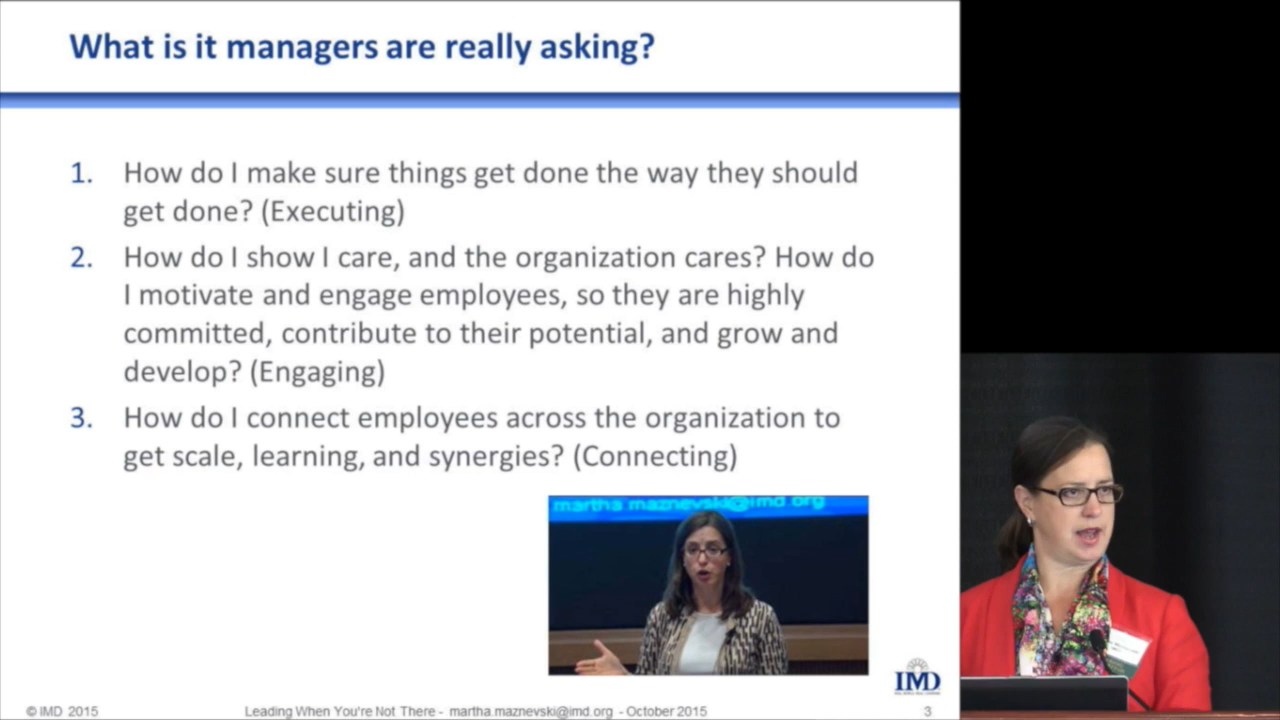 What is it managers are really asking?
1. How do I make sure things get done the way they should
get done? (Executing)
2. How do I show I care, and the organization cares? How do
I motivate and engage employees, so they are highly
committed, contribute to their potential, and grow and
develop? (Engaging)
3. How do I connect employees across the organization to
get scale, learning, and synergies? (Connecting)
martha maznevski@imd org
IMD
© IMD 2015
Leading When You're Not There - martha.maznevski@imd.org - October 2015
3